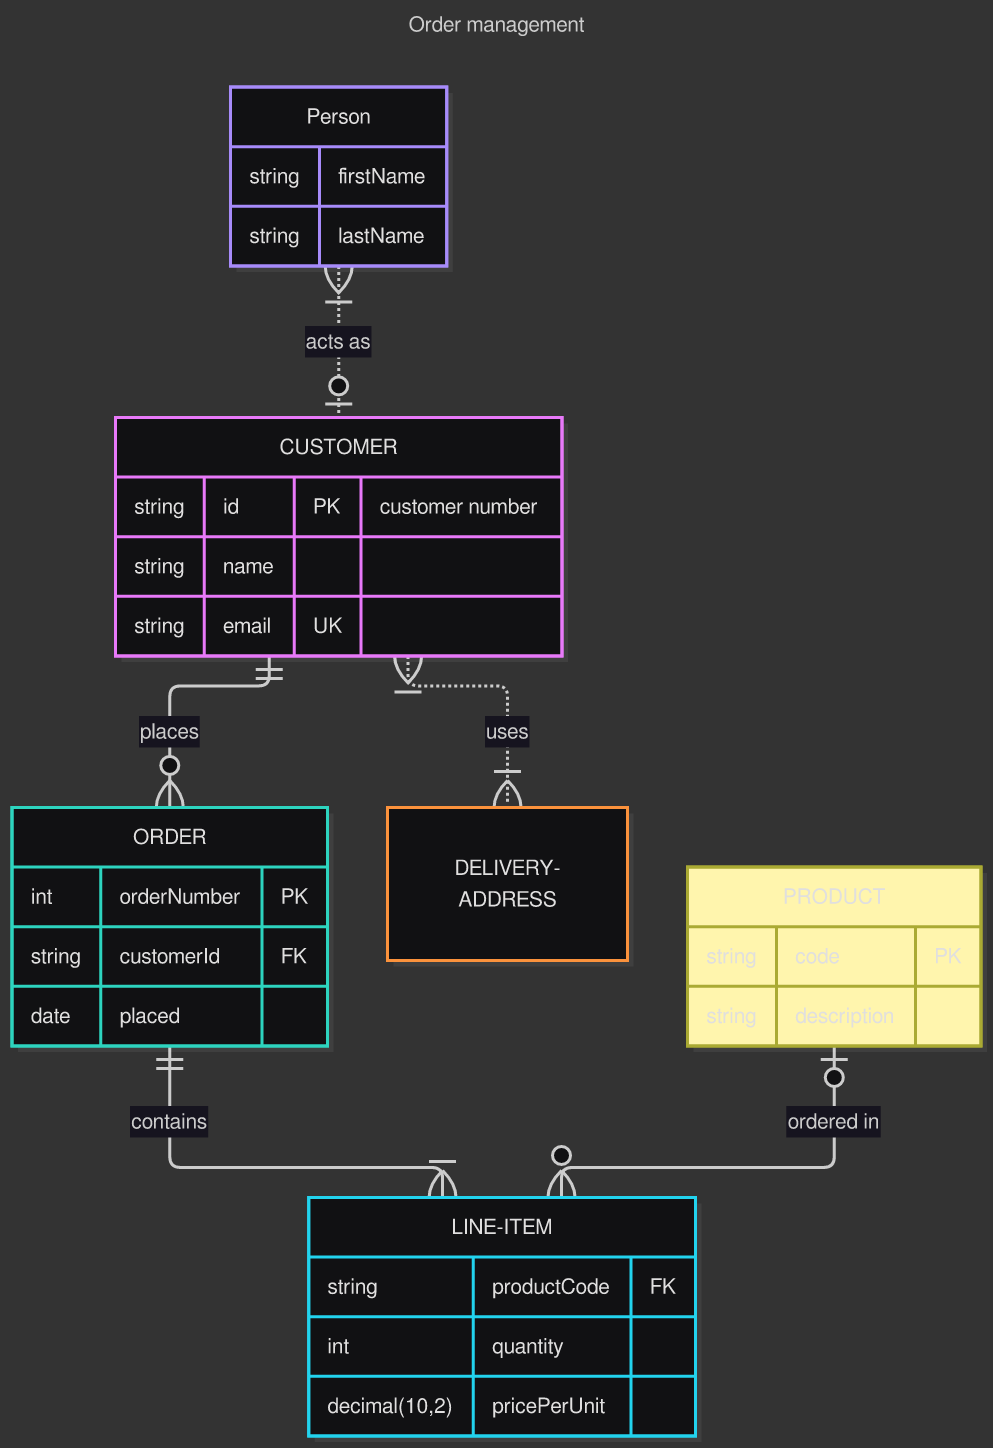 Order management
Person
string firstName
string lastName
acts as
CUSTOMER
string id PK customer number
string name
string email UK
places
uses
ORDER
int orderNumber PK
string customerId FK
date placed
DELIVERY-
ADDRESS
PRODUCT
string code PK
string description
contains
ordered in
LINE-ITEM
string productCode FK
int quantity
decimal(10,2) pricePerUnit